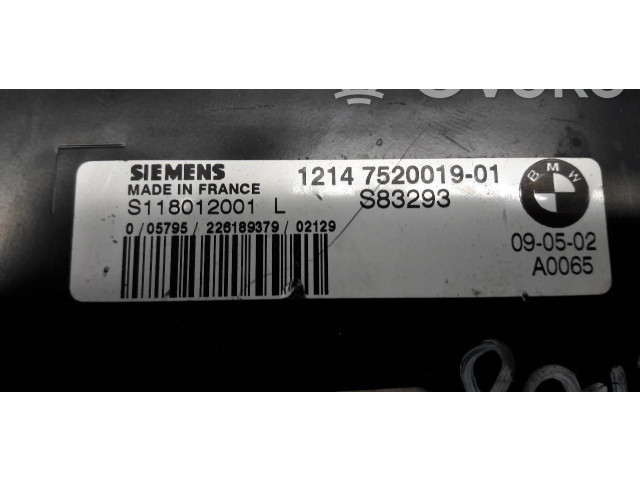 SIEMENS
MADE IN FRANCE
S118012001 L
0 / 05795 / 226189379 / 02129
1214 7520019-01
S83293
BMW
09-05-02
A0065